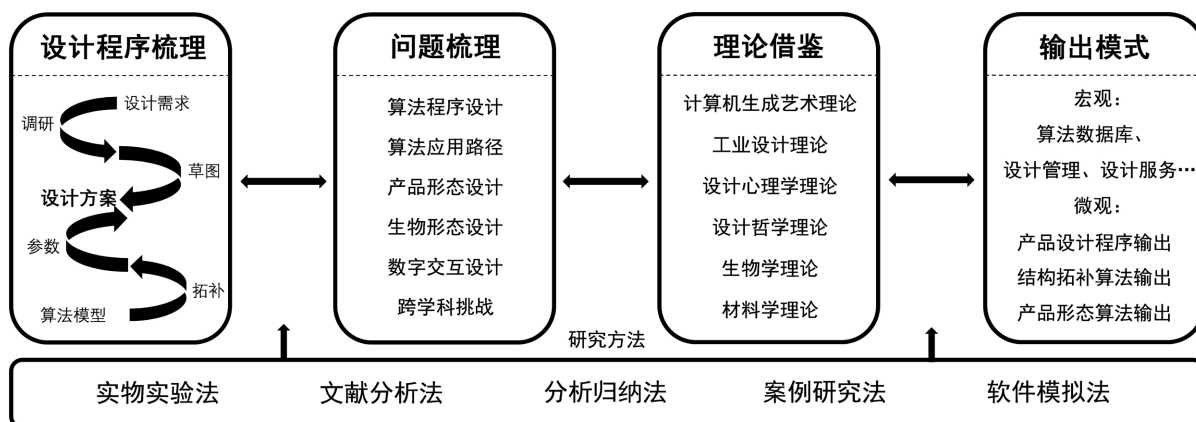 设计程序梳理
设计需求
调研
草图
设计方案
参数
拓补
算法模型
问题梳理
算法程序设计
算法应用路径
产品形态设计
生物形态设计
数字交互设计
跨学科挑战
理论借鉴
计算机生成艺术理论
工业设计理论
设计心理学理论
设计哲学理论
生物学理论
材料学理论
输出模式
宏观：
算法数据库、
设计管理、设计服务…
微观：
产品设计程序输出
结构拓补算法输出
产品形态算法输出
研究方法
实物实验法 文献分析法 分析归纳法 案例研究法 软件模拟法